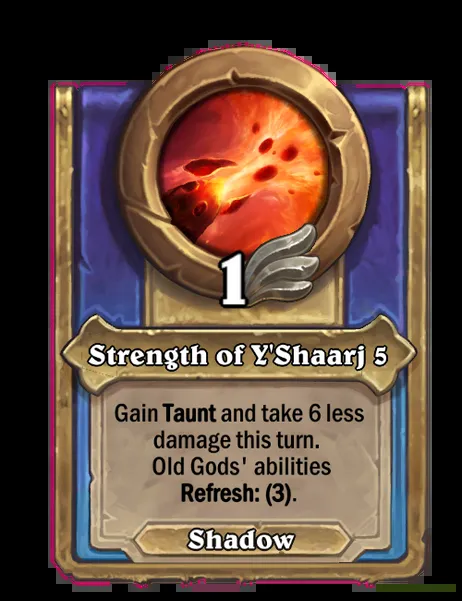 1
Strength of Y'Shaarj 5
Gain Taunt and take 6 less
damage this turn.
Old Gods' abilities
Refresh: (3).
Shadow